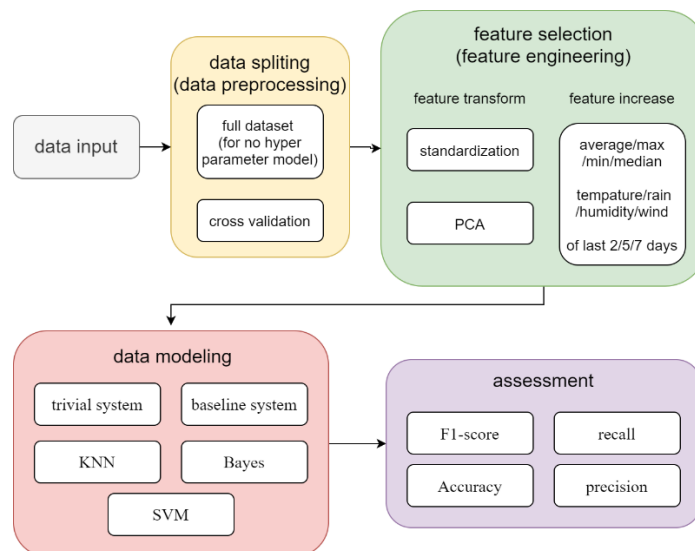 data input
data spliting
(data preprocessing)
full dataset
(for no hyper
parameter model)
cross validation
feature selection
(feature engineering)
feature transform
standardization
PCA
feature increase
average/max
/min/median
tempature/rain
/humidity/wind
of last 2/5/7 days
data modeling
trivial system
baseline system
KNN
Bayes
SVM
assessment
F1-score
recall
Accuracy
precision